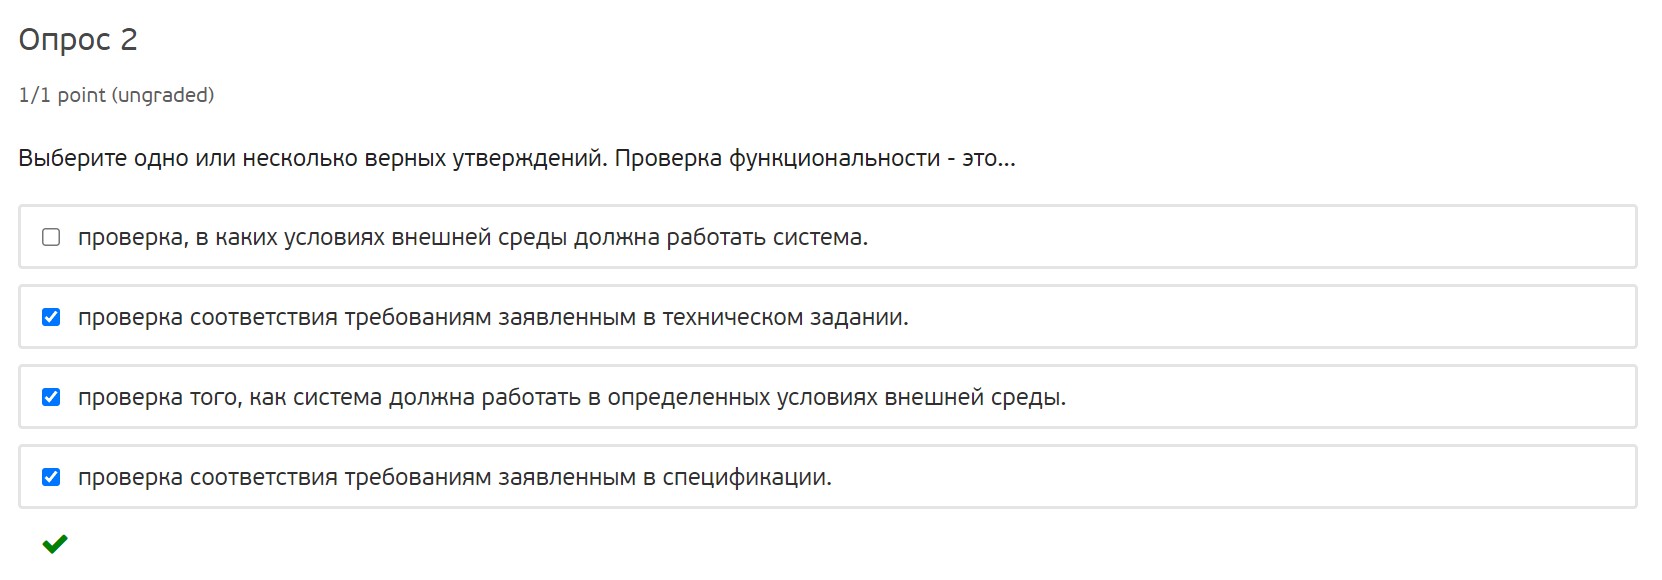 Опрос 2
1/1 point (ungraded)
Выберите одно или несколько верных утверждений. Проверка функциональности - это...
проверка, в каких условиях внешней среды должна работать система.
проверка соответствия требованиям заявленным в техническом задании.
проверка того, как система должна работать в определенных условиях внешней среды.
проверка соответствия требованиям заявленным в спецификации.